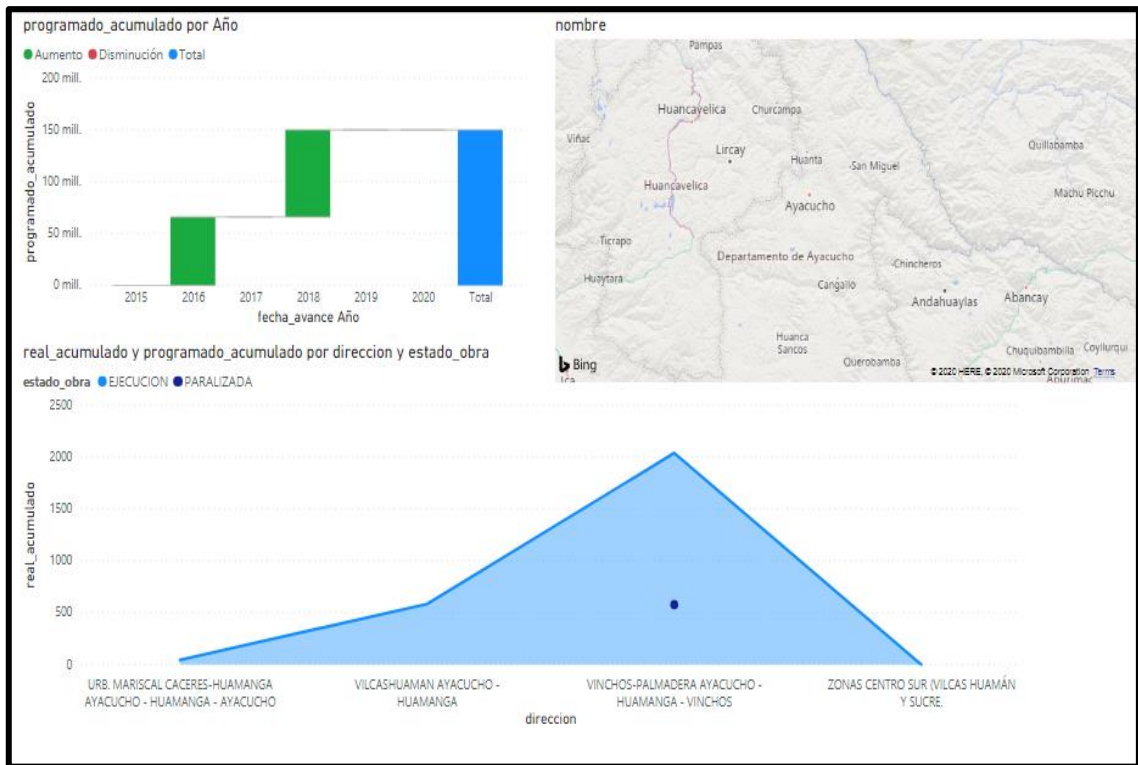 programado_acumulado por Año
Aumento Disminución Total
200 mill.
150 mill.
100 mill.
50 mill.
0 mill.
programado_acumulado
2015 2016 2017 2018 2019 2020 Total
fecha_avance Año
nombre
Pampas
Huancavelica
Churcampa
Viñac
Lircay
Huanta
San Miguel
Quillabamba
Huancavelica
Machu Picchu
Ayacucho
Ticrapo
Departamento de Ayacucho
Chincheros
Huaytara
Cangallo
Andahuaylas
Abancay
Huanca
Sancos
Querobamba
Chuquibambilla
Coyllurqui
Bing
© 2020 HERE, © 2020 Microsoft Corporation Terms
Ica
Apurimac
real_acumulado y programado_acumulado por direccion y estado_obra
estado_obra EJECUCION PARALIZADA
2500
2000
1500
1000
500
0
real_acumulado
URB. MARISCAL CACERES-HUAMANGA
AYACUCHO - HUAMANGA - AYACUCHO
VILCASHUAMAN AYACUCHO -
HUAMANGA
VINCHOS-PALMADERA AYACUCHO -
HUAMANGA - VINCHOS
ZONAS CENTRO SUR (VILCAS HUAMÁN
Y SUCRE,
direccion